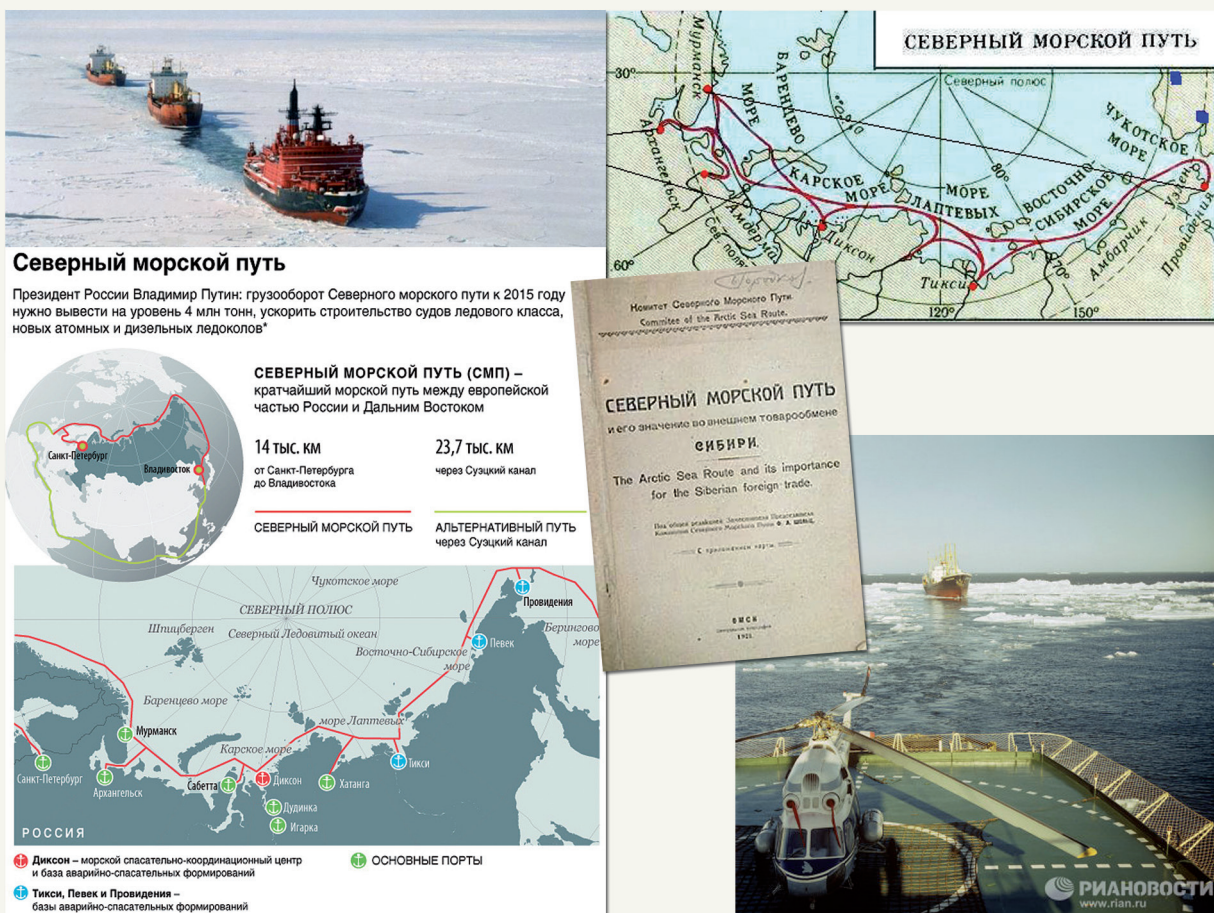 Северный морской путь
Президент России Владимир Путин: грузооборот Северного морского пути к 2015 году
нужно вывести на уровень 4 млн тонн, ускорить строительство судов ледового класса,
новых атомных и дизельных ледоколов*
СЕВЕРНЫЙ МОРСКОЙ ПУТЬ (СМП) –
кратчайший морской путь между европейской
частью России и Дальним Востоком
14 тыс. км
от Санкт-Петербурга
до Владивостока
23,7 тыс. км
через Суэцкий канал
СЕВЕРНЫЙ МОРСКОЙ ПУТЬ
АЛЬТЕРНАТИВНЫЙ ПУТЬ
через Суэцкий канал
Санкт-Петербург
Владивосток
Чукотское море
СЕВЕРНЫЙ ПОЛЮС
Шпицберген
Северный Ледовитый океан
Провидения
Берингово
море
Певек
Восточно-Сибирское
море
Баренцево море
море Лаптевых
Мурманск
Карское море
Санкт-Петербург
Архангельск
Сабетта
Диксон
Хатанга
Тикси
Дудинка
Игарка
РОССИЯ
Диксон – морской спасательно-координационный центр
и база аварийно-спасательных формирований
ОСНОВНЫЕ ПОРТЫ
Тикси, Певек и Провидения –
базы аварийно-спасательных формирований
СЕВЕРНЫЙ МОРСКОЙ ПУТЬ
30°
Северный полюс
Мурманск
БАРЕНЦЕВО
МОРЕ
Архангельск
КАРСКОЕ МОРЕ
МОРЕ
ЛАПТЕВЫХ
80°
ВОСТОЧНО-
СИБИРСКОЕ
МОРЕ
ЧУКОТСКОЕ
МОРЕ
Амдерма
Сев. поляр.
Диксон
Тикси
70°
Амбарчик
Уэлен
Провидения
60°
120°
150°
Комитет Северного Морского Пути.
Commitee of the Arctic Sea Route.
СЕВЕРНЫЙ МОРСКОЙ ПУТЬ
и его значение во внешнем товарообмене
СИБИРИ.
The Arctic Sea Route and its importance
for the Siberian foreign trade.
С приложением карты.
ОМСК
1921
РИАНОВОСТИ
www.rian.ru